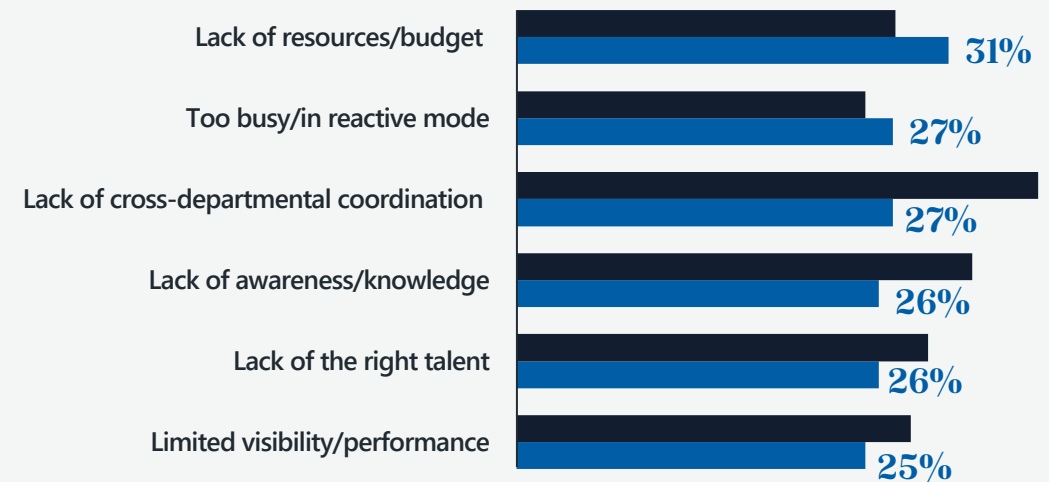 Lack of resources/budget
31%
Too busy/in reactive mode
27%
Lack of cross-departmental coordination
27%
Lack of awareness/knowledge
26%
Lack of the right talent
26%
Limited visibility/performance
25%